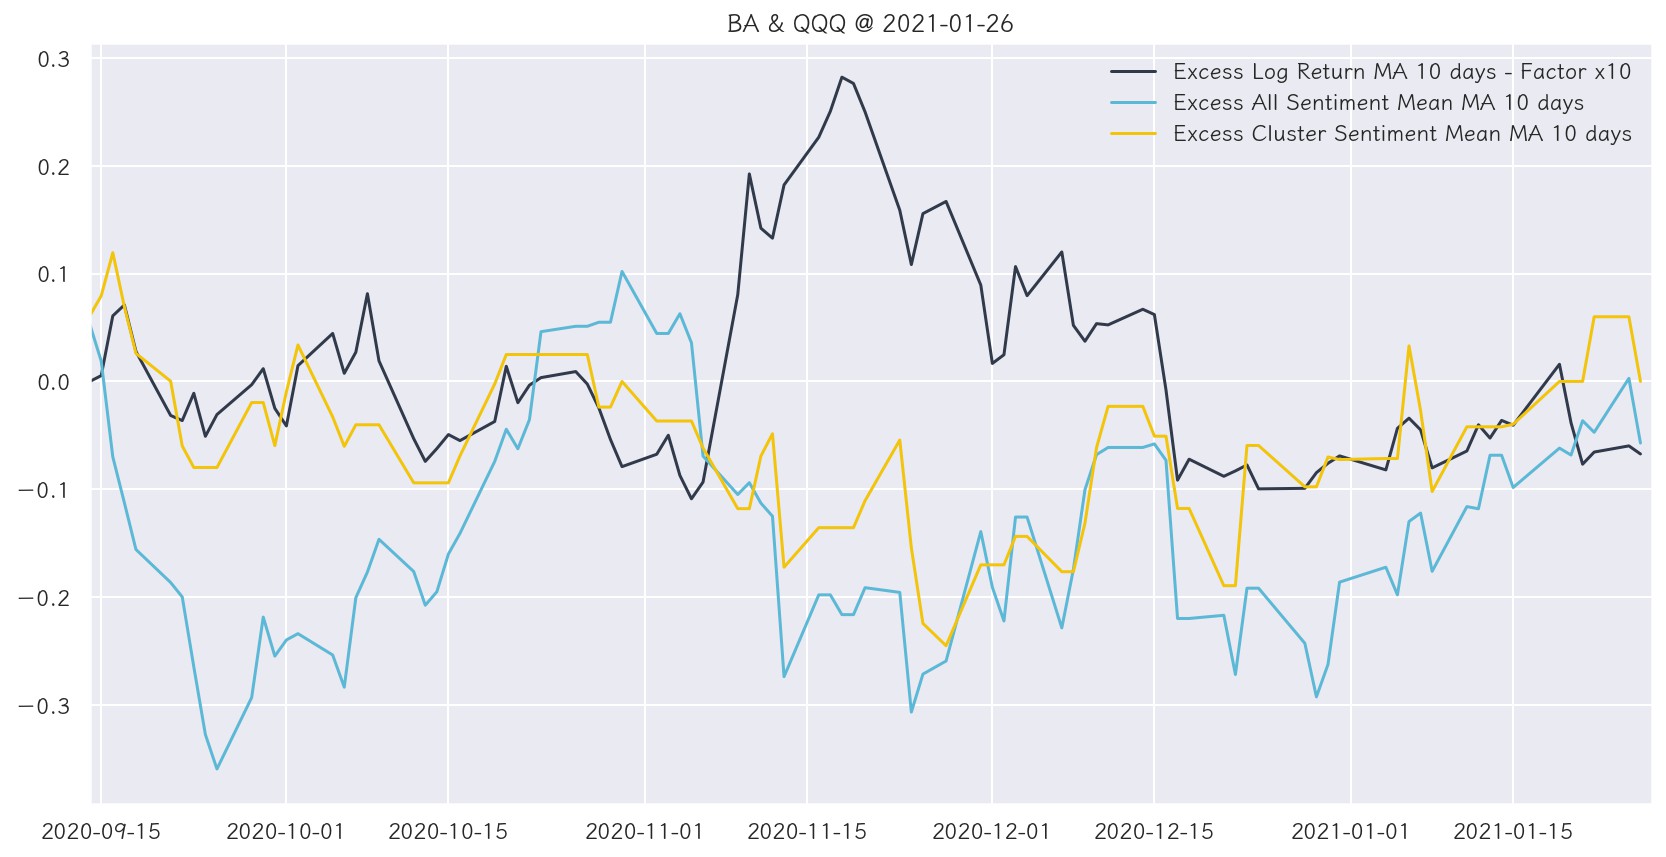 BA & QQQ @ 2021-01-26
Excess Log Return MA 10 days - Factor x10
Excess All Sentiment Mean MA 10 days
Excess Cluster Sentiment Mean MA 10 days
0.3
0.2
0.1
0.0
−0.1
−0.2
−0.3
2020-09-15 2020-10-01 2020-10-15 2020-11-01 2020-11-15 2020-12-01 2020-12-15 2021-01-01 2021-01-15